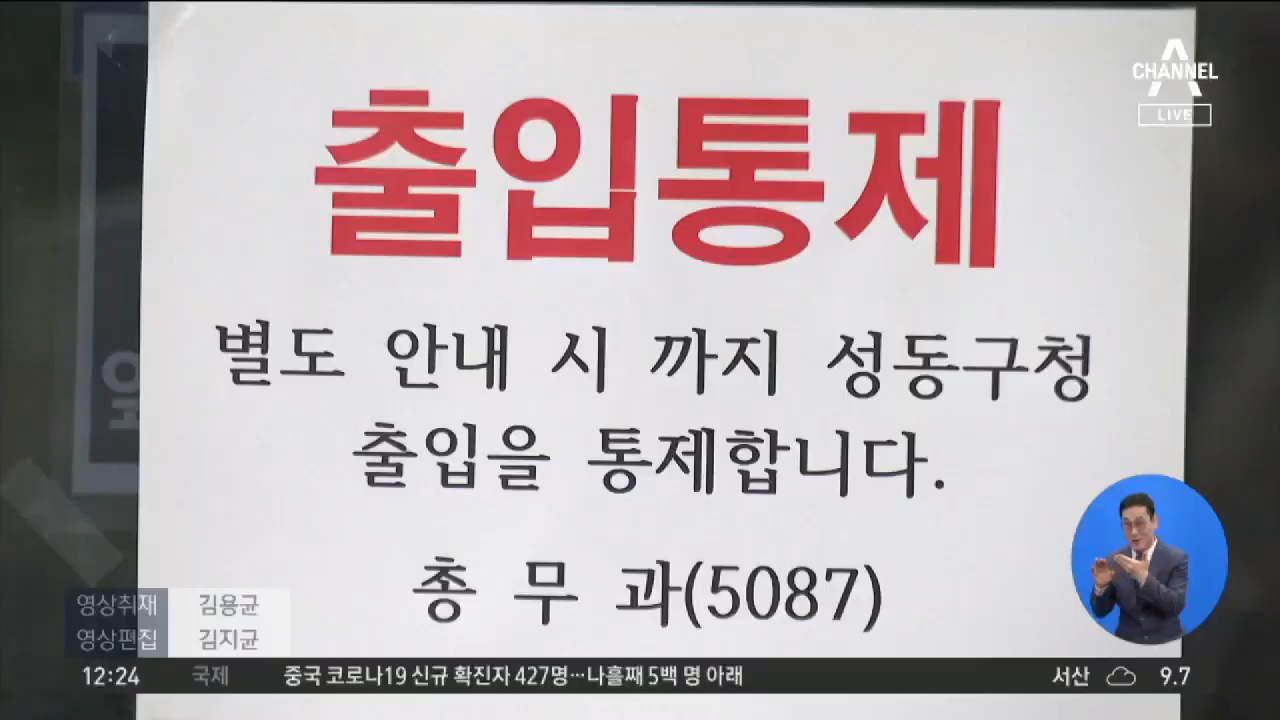 출입통제
별도 안내 시 까지 성동구청
출입을 통제합니다.
총 무 과(5087)
CHANNEL A
LIVE
영상취재 김용균
영상편집 김지균
12:24 국제 중국 코로나19 신규 확진자 427명…나흘째 5백 명 아래 서산 9.7